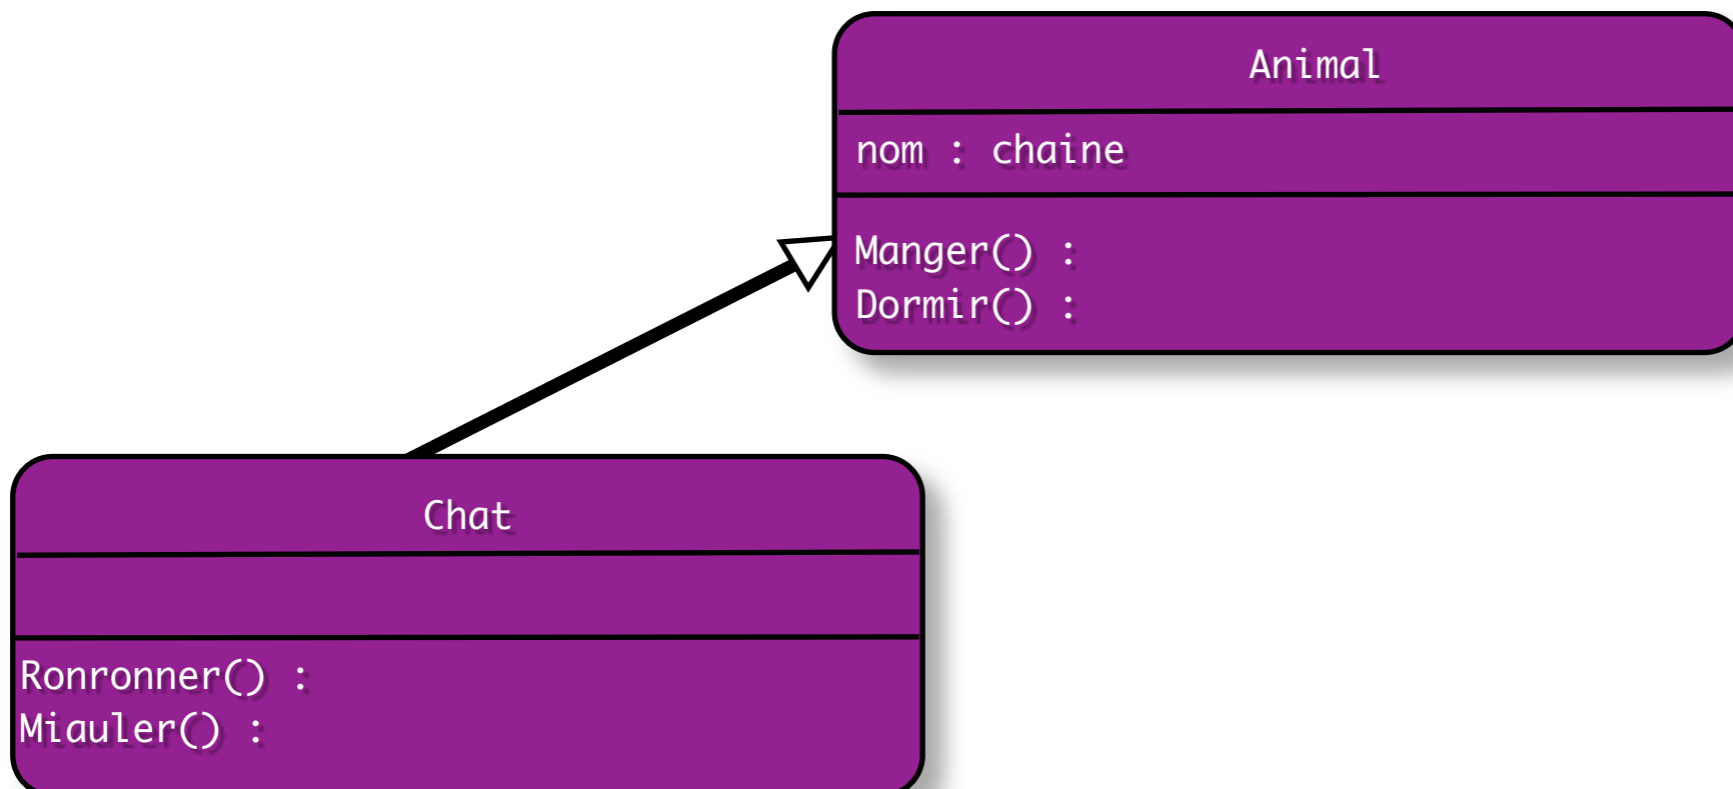 Animal
nom : chaine
Manger() :
Dormir() :
Chat
Ronronner() :
Miauler() :